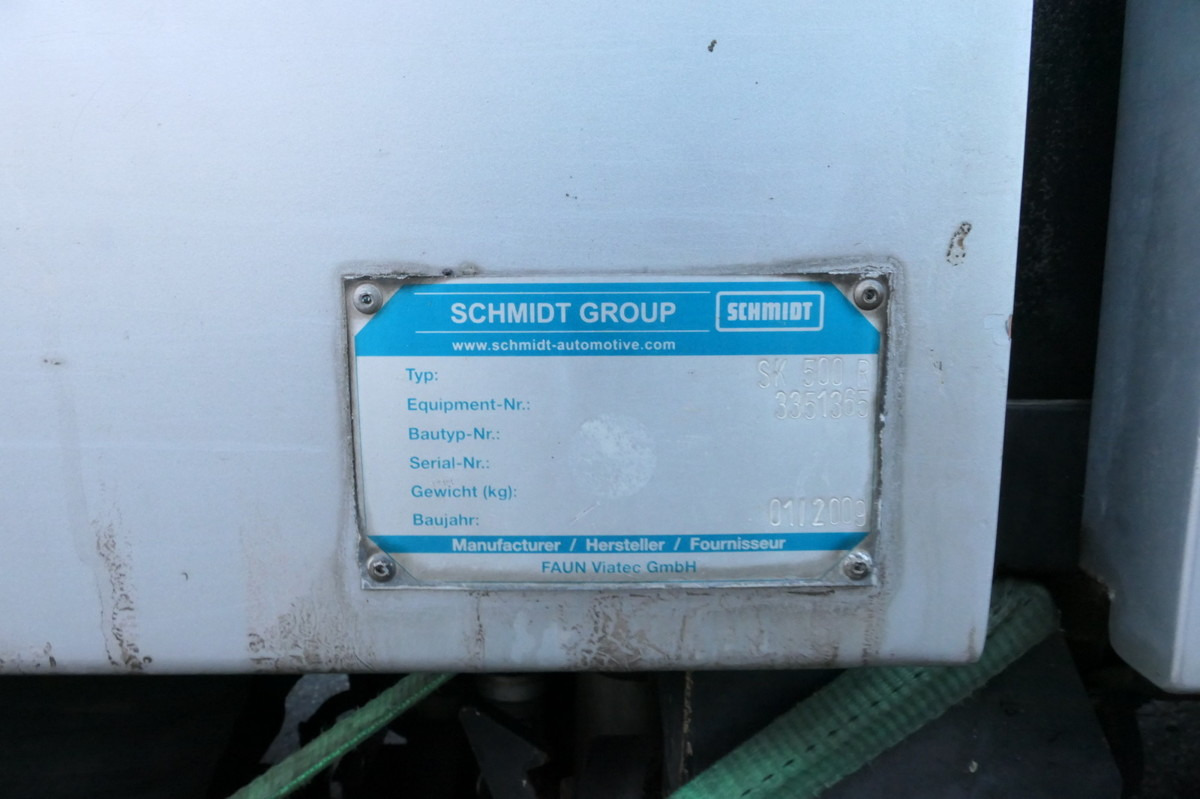 SCHMIDT GROUP SCHMIDT
www.schmidt-automotive.com
Typ: SK 500 R
Equipment-Nr.: 3351365
Bautyp-Nr.:
Serial-Nr.:
Gewicht (kg):
Baujahr: 01/2009
Manufacturer / Hersteller / Fournisseur
FAUN Viatec GmbH